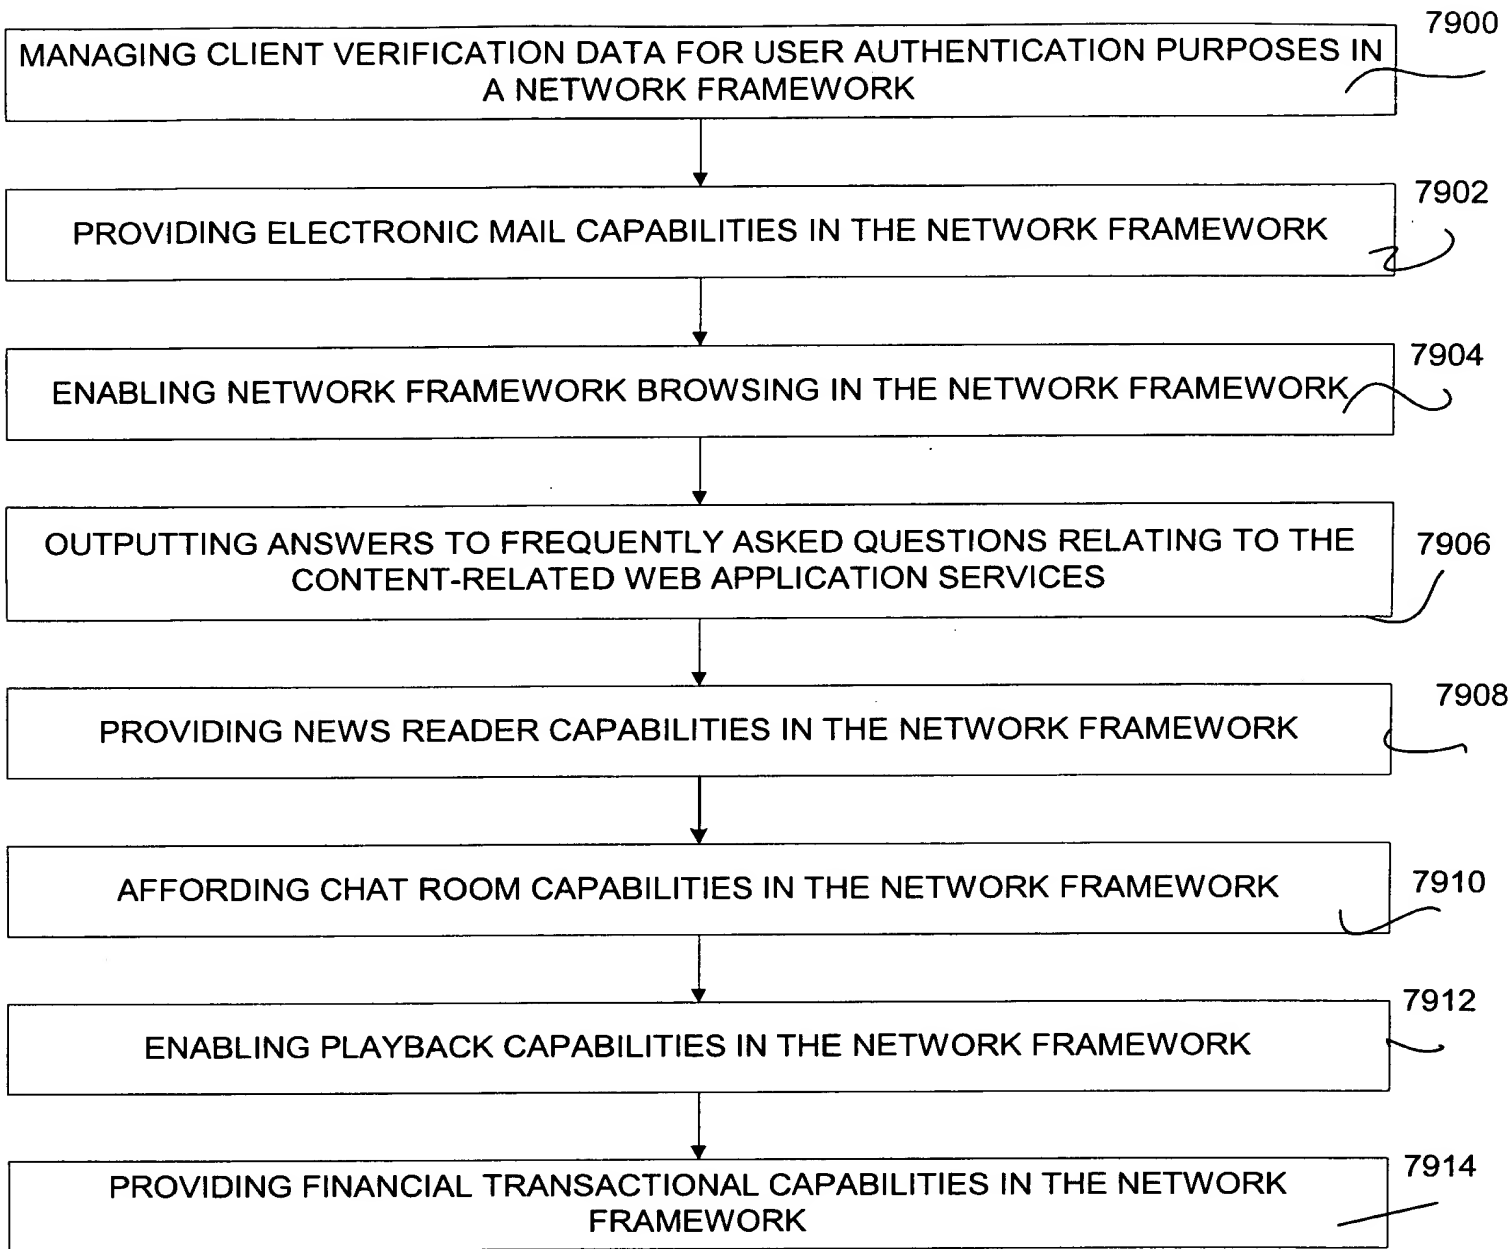 7900
MANAGING CLIENT VERIFICATION DATA FOR USER AUTHENTICATION PURPOSES IN
A NETWORK FRAMEWORK
7902
PROVIDING ELECTRONIC MAIL CAPABILITIES IN THE NETWORK FRAMEWORK
7904
ENABLING NETWORK FRAMEWORK BROWSING IN THE NETWORK FRAMEWORK
OUTPUTTING ANSWERS TO FREQUENTLY ASKED QUESTIONS RELATING TO THE
7906
CONTENT-RELATED WEB APPLICATION SERVICES
7908
PROVIDING NEWS READER CAPABILITIES IN THE NETWORK FRAMEWORK
7910
AFFORDING CHAT ROOM CAPABILITIES IN THE NETWORK FRAMEWORK
7912
ENABLING PLAYBACK CAPABILITIES IN THE NETWORK FRAMEWORK
7914
PROVIDING FINANCIAL TRANSACTIONAL CAPABILITIES IN THE NETWORK
FRAMEWORK